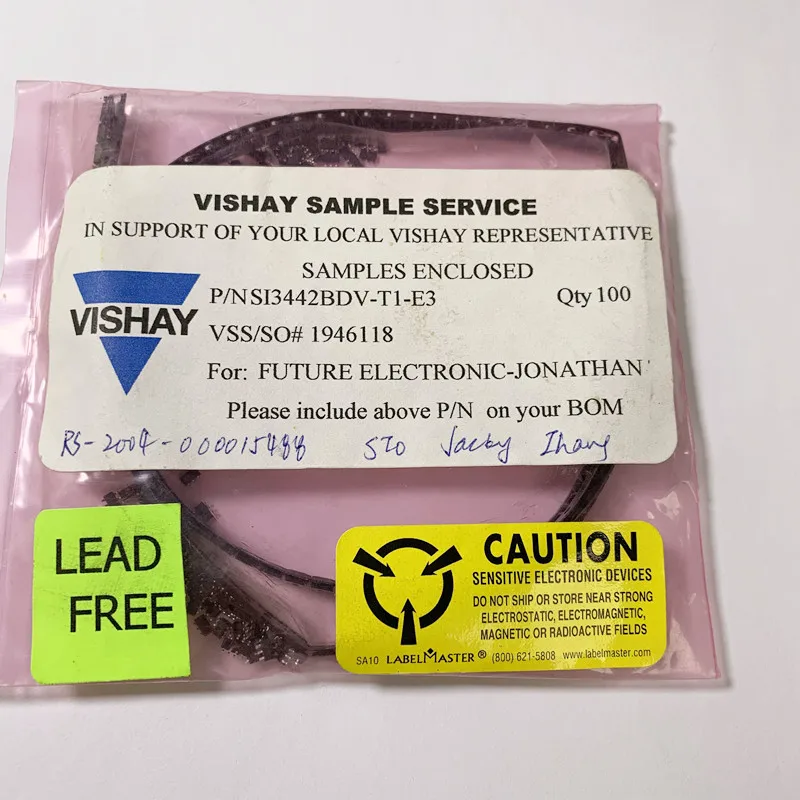 VISHAY SAMPLE SERVICE
IN SUPPORT OF YOUR LOCAL VISHAY REPRESENTATIVE
SAMPLES ENCLOSED
P/N SI3442BDV-T1-E3 Qty 100
VISHAY
VSS/SO# 1946118
For: FUTURE ELECTRONIC-JONATHAN
Please include above P/N on your BOM
RS-2004-000015488 Jacky Zhang
LEAD
FREE
CAUTION
SENSITIVE ELECTRONIC DEVICES
DO NOT SHIP OR STORE NEAR STRONG
ELECTROSTATIC, ELECTROMAGNETIC,
MAGNETIC OR RADIOACTIVE FIELDS
SA10 LABELMASTER ® (800) 621-5808 www.labelmaster.com